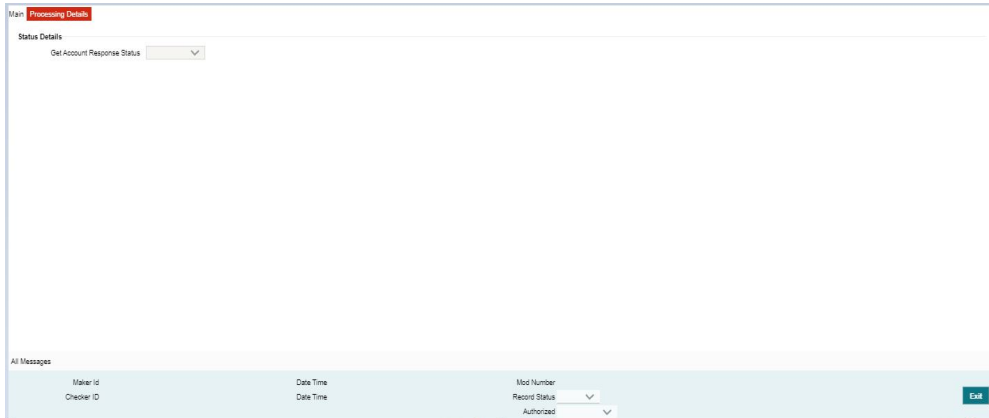 Main Processing Details
Status Details
Get Account Response Status
All Messages
Maker Id Date Time Mod Number
Checker ID Date Time Record Status Exit
Authorized